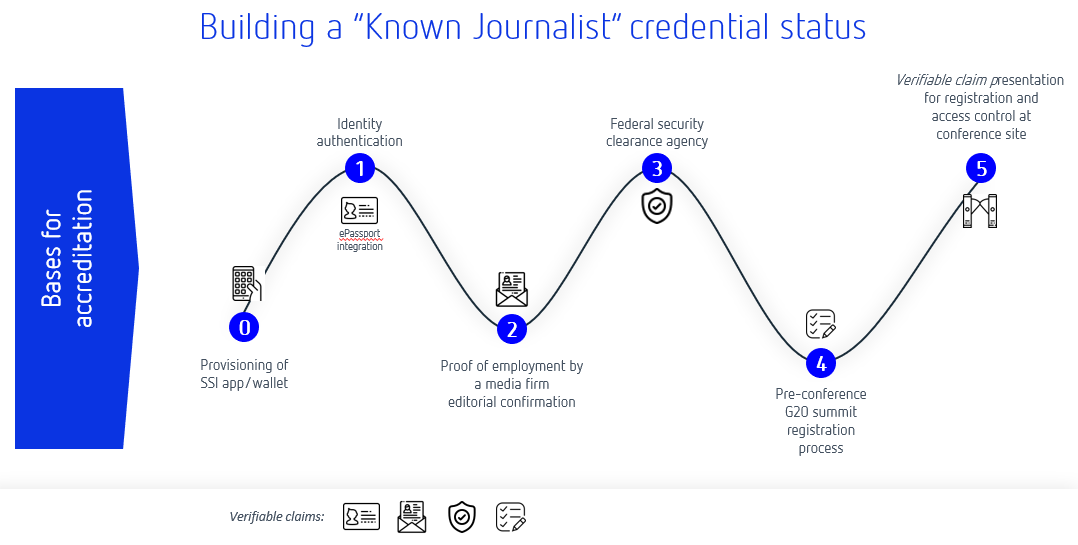 Building a “Known Journalist“ credential status
Bases for
accreditation
0
Provisioning of
SSI app/wallet
Identity
authentication
1
ePassport
integration
2
Proof of employment by
a media firm
editorial confirmation
Federal security
clearance agency
3
4
Pre-conference
G20 summit
registration
process
Verifiable claim presentation
for registration and
access control at
conference site
5
Verifiable claims: